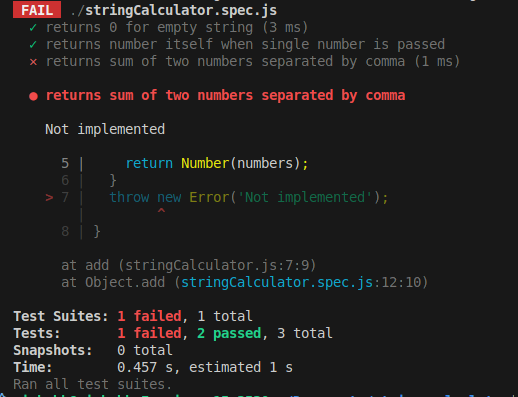 FAIL ./stringCalculator.spec.js
✓ returns 0 for empty string (3 ms)
✓ returns number itself when single number is passed
✕ returns sum of two numbers separated by comma (1 ms)
● returns sum of two numbers separated by comma
Not implemented
5 | return Number(numbers);
6 | }
> 7 | throw new Error('Not implemented');
| ^
8 | }
at add (stringCalculator.js:7:9)
at Object.add (stringCalculator.spec.js:12:10)
Test Suites: 1 failed, 1 total
Tests: 1 failed, 2 passed, 3 total
Snapshots: 0 total
Time: 0.457 s, estimated 1 s
Ran all test suites.